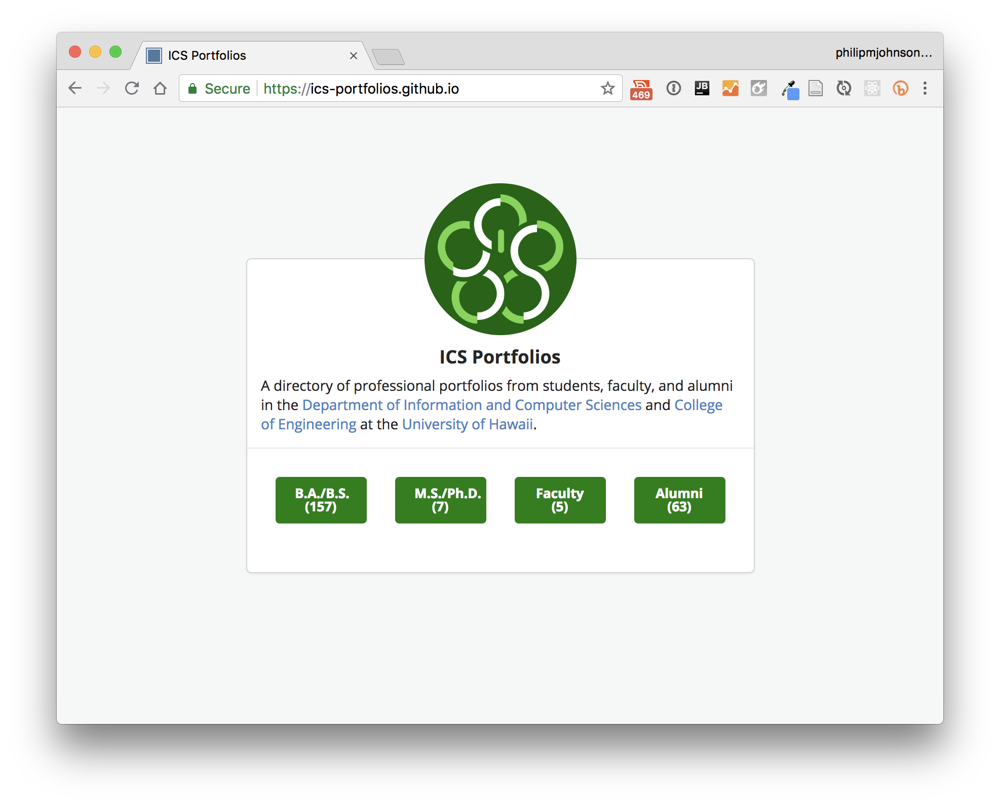 ICS Portfolios
philipmjohnson...
Secure https://ics-portfolios.github.io
469
JB
ICS Portfolios
A directory of professional portfolios from students, faculty, and alumni
in the Department of Information and Computer Sciences and College
of Engineering at the University of Hawaii.
B.A./B.S.
(157)
M.S./Ph.D.
(7)
Faculty
(5)
Alumni
(63)